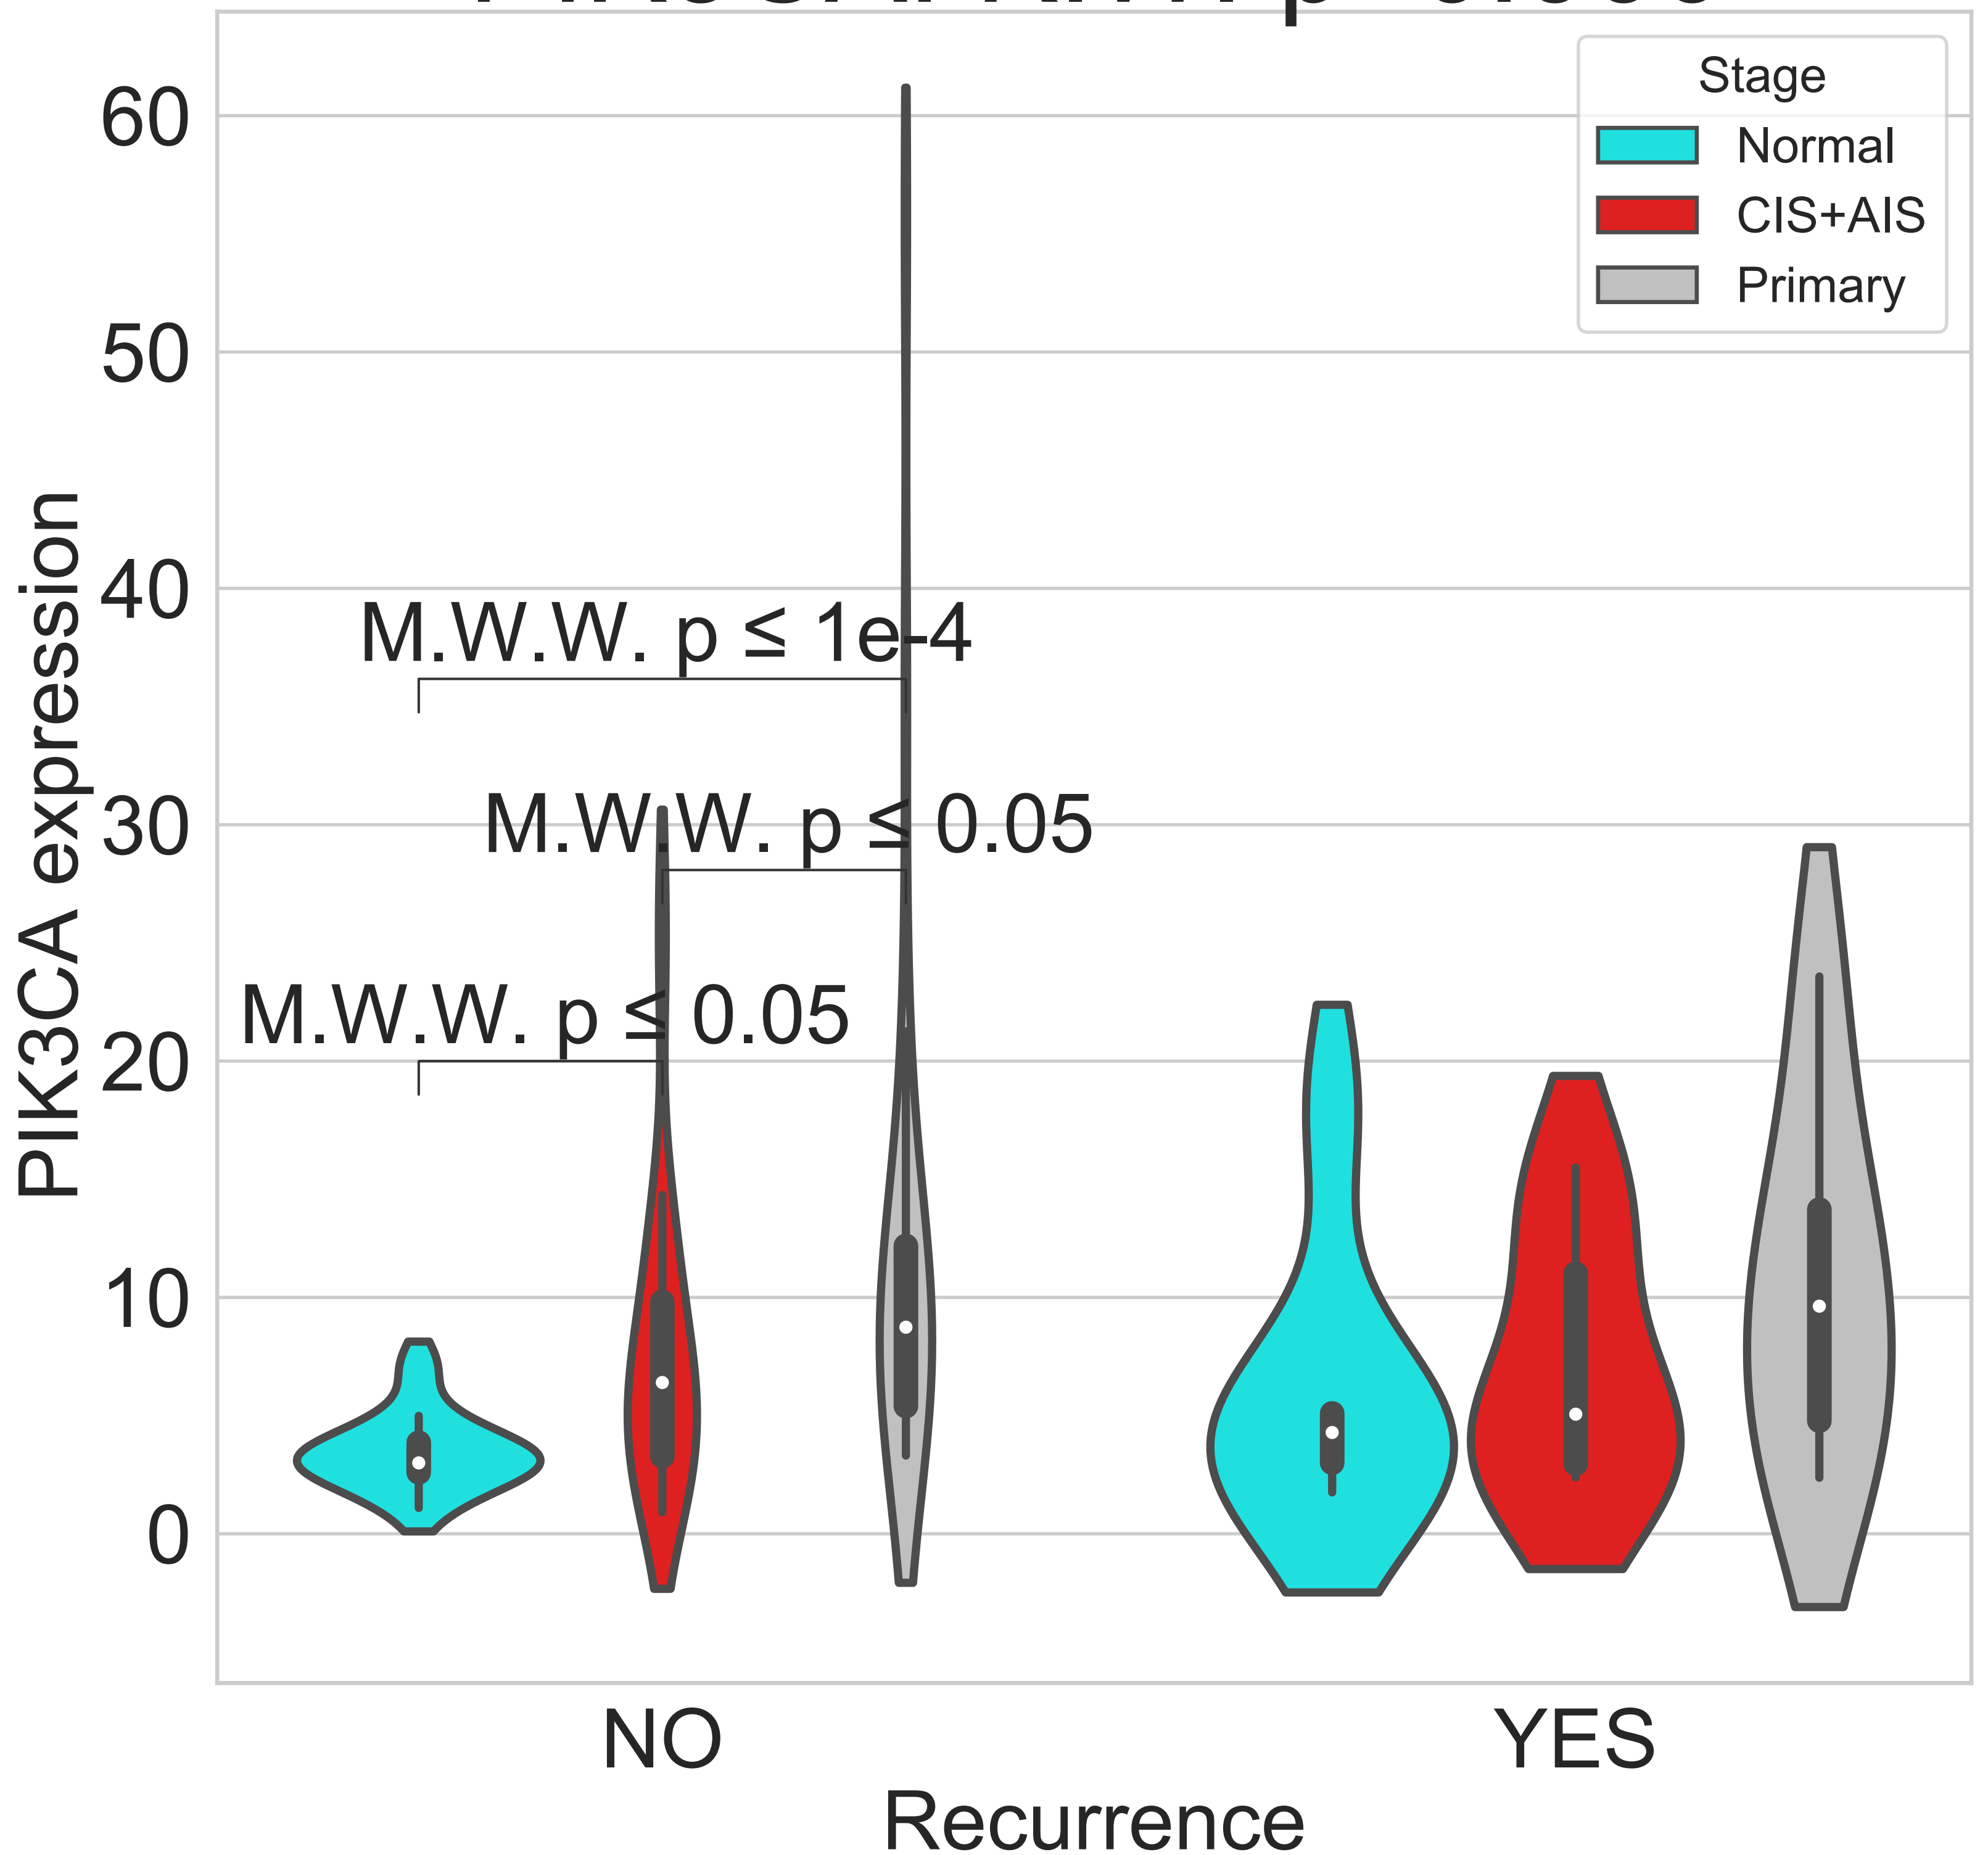 Stage
Normal
CIS+AIS
Primary
60
50
40
30
20
10
0
PIK3CA expression
M.W.W. p ≤ 1e-4
M.W.W. p ≤ 0.05
M.W.W. p ≤ 0.05
NO
YES
Recurrence